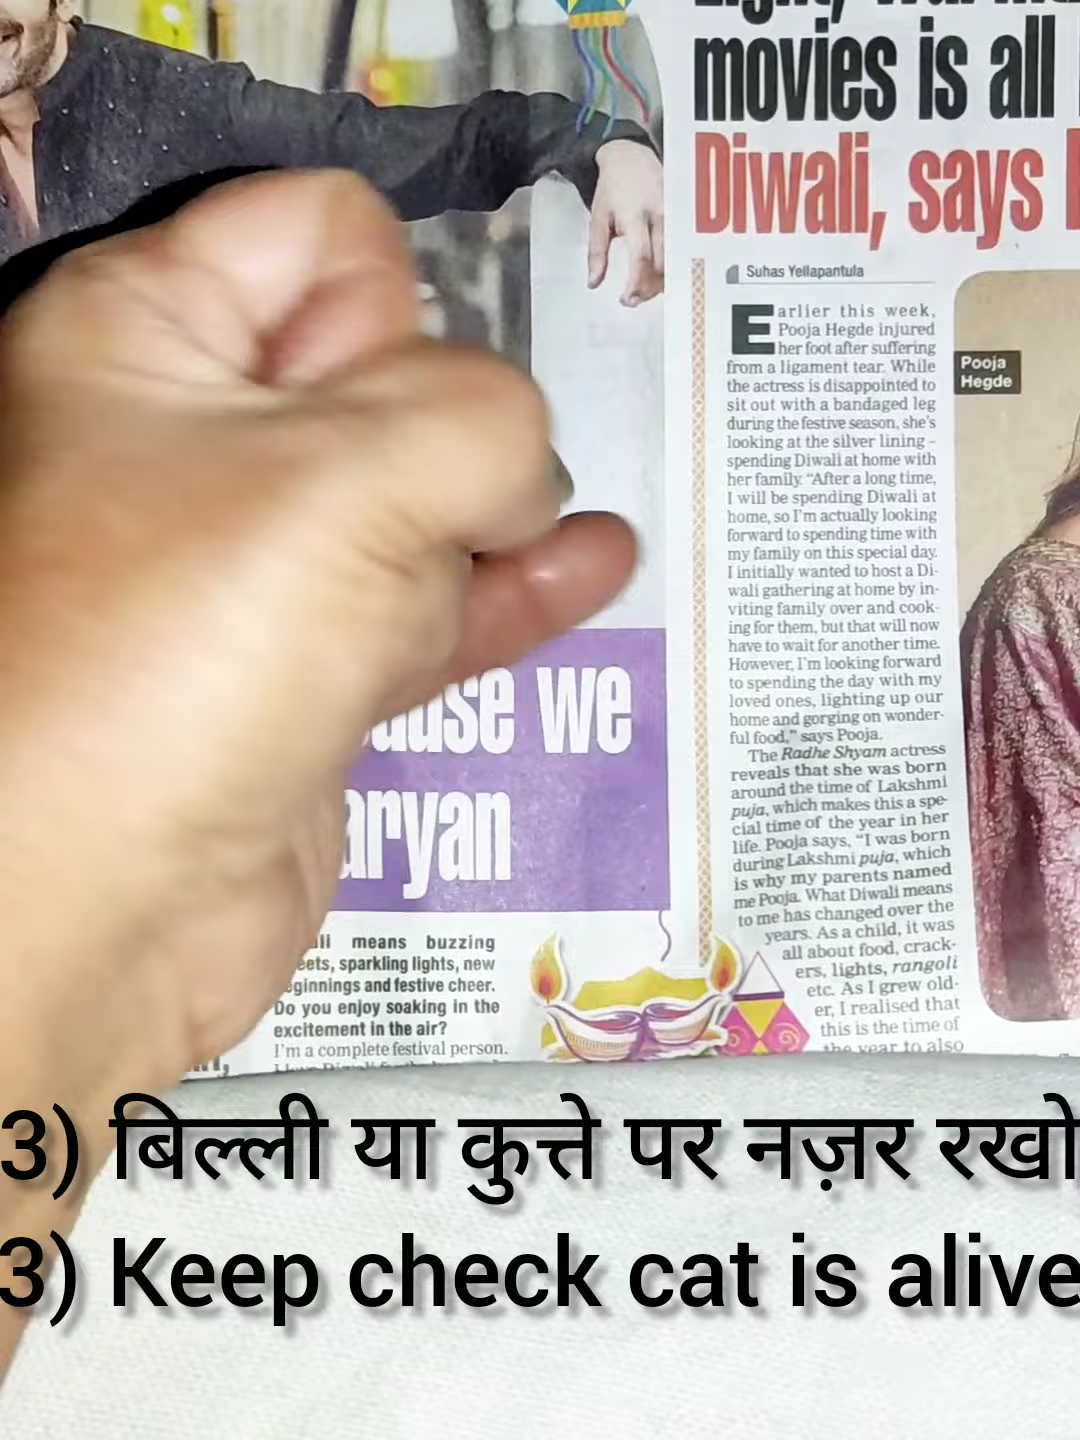 movies is all
Diwali, says
Suhas Yellapantula
Earlier this week,
Pooja Hegde injured
her foot after suffering
from a ligament tear. While
the actress is disappointed to
sit out with a bandaged leg
during the festive season, she's
looking at the silver lining –
spending Diwali at home with
her family. “After a long time,
I will be spending Diwali at
home, so I'm actually looking
forward to spending time with
my family on this special day.
I initially wanted to host a Di-
wali gathering at home by in-
viting family over and cook-
ing for them, but that will now
have to wait for another time.
However, I'm looking forward
to spending the day with my
loved ones, lighting up our
home and gorging on wonder-
ful food,” says Pooja.
The Radhe Shyam actress
reveals that she was born
around the time of Lakshmi
puja, which makes this a spe-
cial time of the year in her
life. Pooja says, “I was born
during Lakshmi puja, which
is why my parents named
me Pooja. What Diwali means
to me has changed over the
years. As a child, it was
all about food, crack-
ers, lights, rangoli
etc. As I grew old-
er, I realised that
this is the time of
the year to also
Pooja
Hegde
we
aryan
means buzzing
sparkling lights, new
and festive cheer.
Do you enjoy soaking in the
excitement in the air?
I'm a complete festival person.
3) बिल्ली या कुत्ते पर नज़र रखो
3) Keep check cat is alive